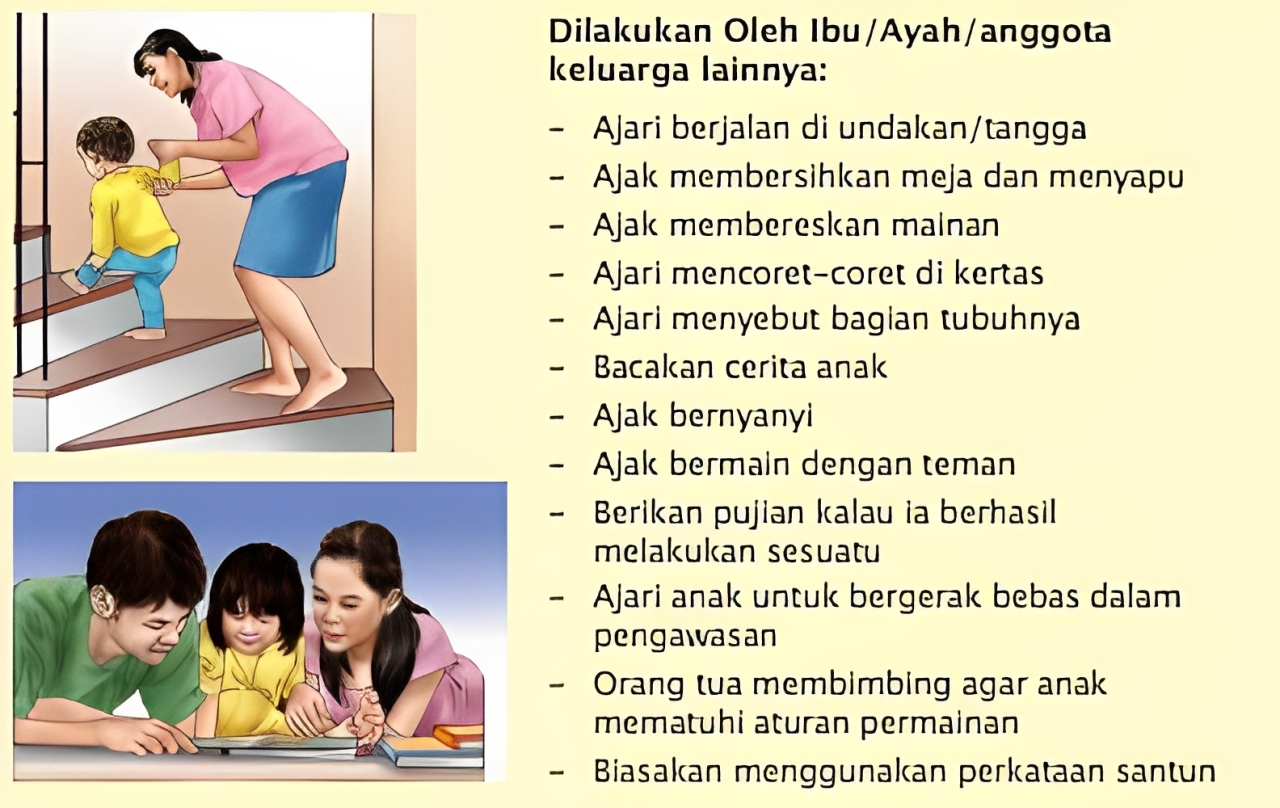 Dilakukan Oleh Ibu/Ayah/anggota
keluarga lainnya:
- Ajari berjalan di undakan/tangga
- Ajak membersihkan meja dan menyapu
- Ajak membereskan mainan
- Ajari mencoret-coret di kertas
- Ajari menyebut bagian tubuhnya
- Bacakan cerita anak
- Ajak bernyanyi
- Ajak bermain dengan teman
- Berikan pujian kalau ia berhasil
melakukan sesuatu
- Ajari anak untuk bergerak bebas dalam
pengawasan
- Orang tua membimbing agar anak
mematuhi aturan permainan
- Biasakan menggunakan perkataan santun